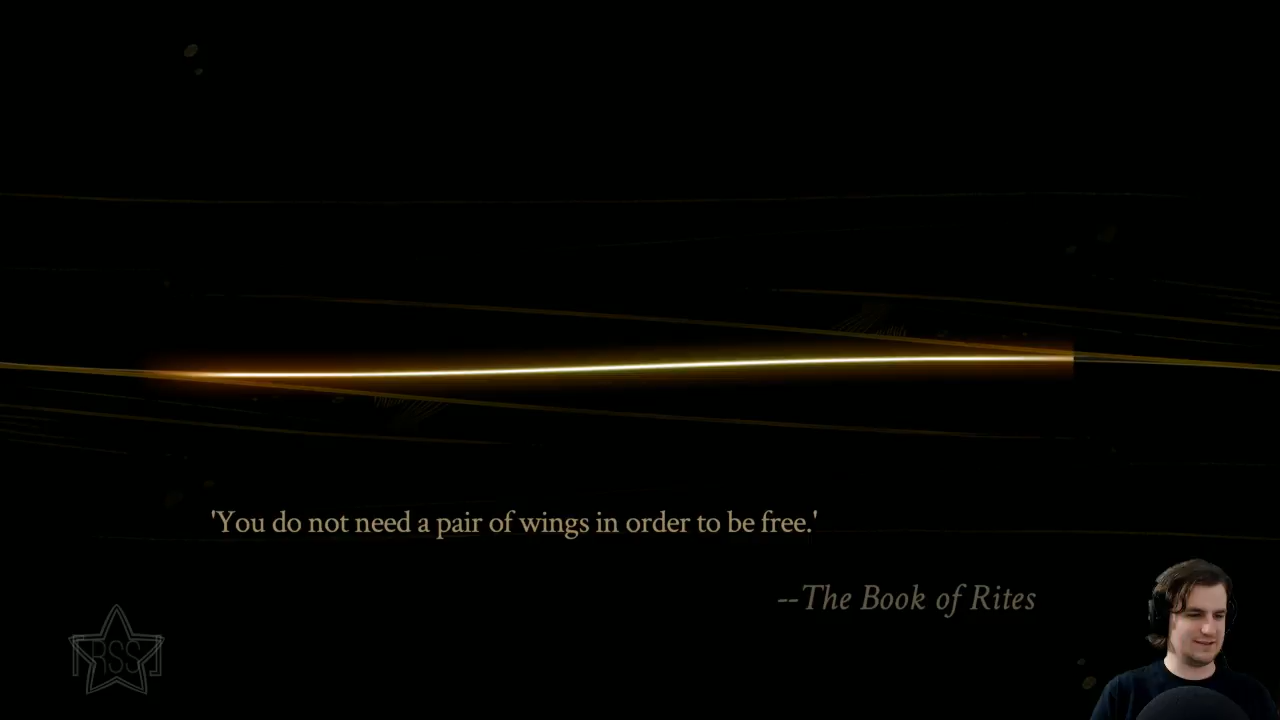 'You do not need a pair of wings in order to be free.'
--The Book of Rites
RSS